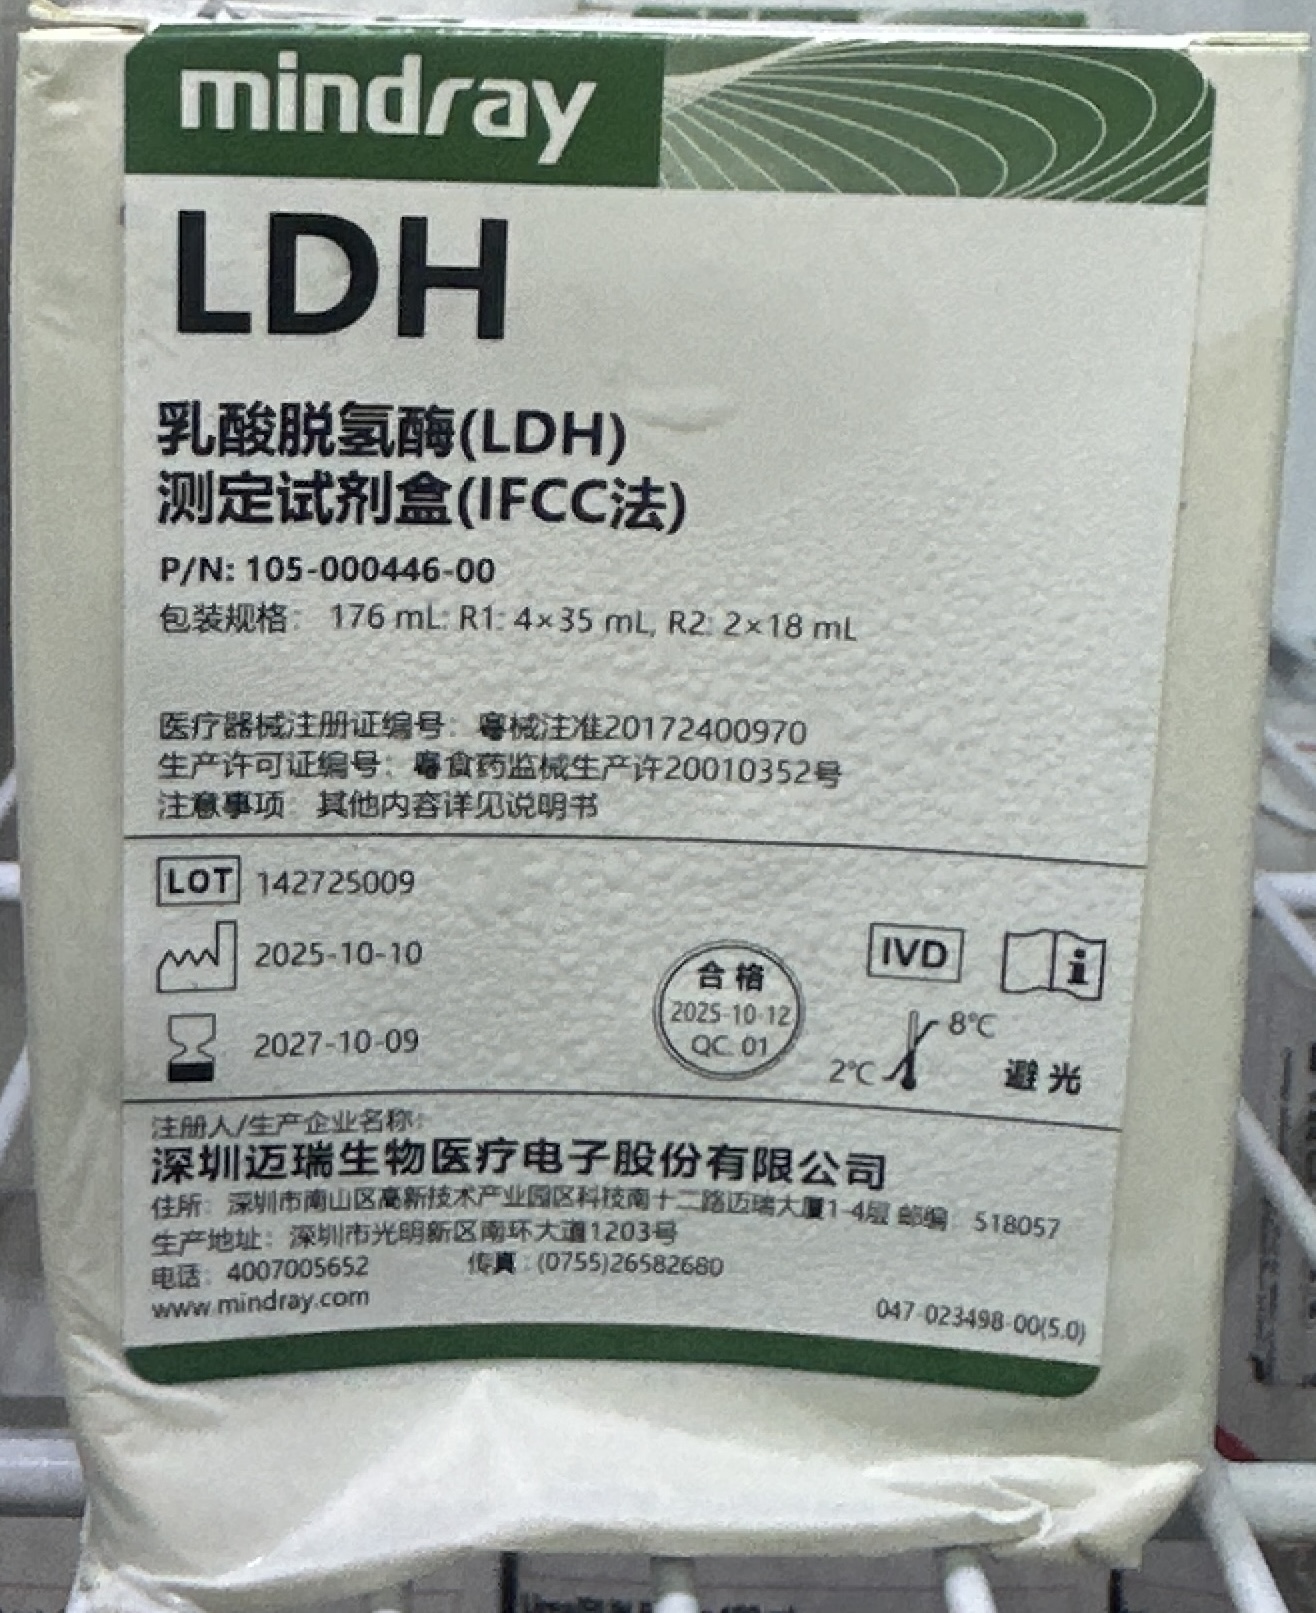 mindray
LDH
乳酸脱氢酶(LDH)
测定试剂盒(IFCC法)
P/N: 105-000446-00
包装规格： 176 mL: R1: 4×35 mL, R2: 2×18 mL
医疗器械注册证编号：粤械注准20172400970
生产许可证编号：粤食药监械生产许20010352号
注意事项：其他内容详见说明书
LOT 142725009
2025-10-10
2027-10-09
合格
2025-10-12
QC 01
IVD
i
8℃
2℃
避光
注册人/生产企业名称：
深圳迈瑞生物医疗电子股份有限公司
住所：深圳市南山区高新技术产业园区科技南十二路迈瑞大厦1-4层 邮编：518057
生产地址：深圳市光明新区南环大道1203号
电话：4007005652 传真：(0755)26582680
www.mindray.com
047-023498-00(5.0)